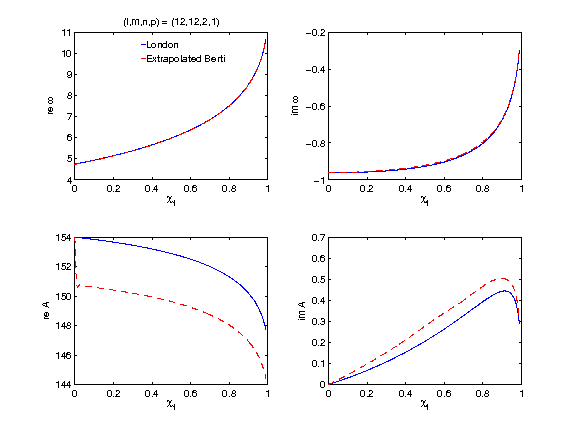 (l,m,n,p) = (12,12,2,1)
London
Extrapolated Berti
re ω
11
10
9
8
7
6
5
4
0 0.2 0.4 0.6 0.8 1
χf
im ω
-0.2
-0.4
-0.6
-0.8
-1
0 0.2 0.4 0.6 0.8 1
χf
re A
154
152
150
148
146
144
0 0.2 0.4 0.6 0.8 1
χf
im A
0.7
0.6
0.5
0.4
0.3
0.2
0.1
0
0 0.2 0.4 0.6 0.8 1
χf